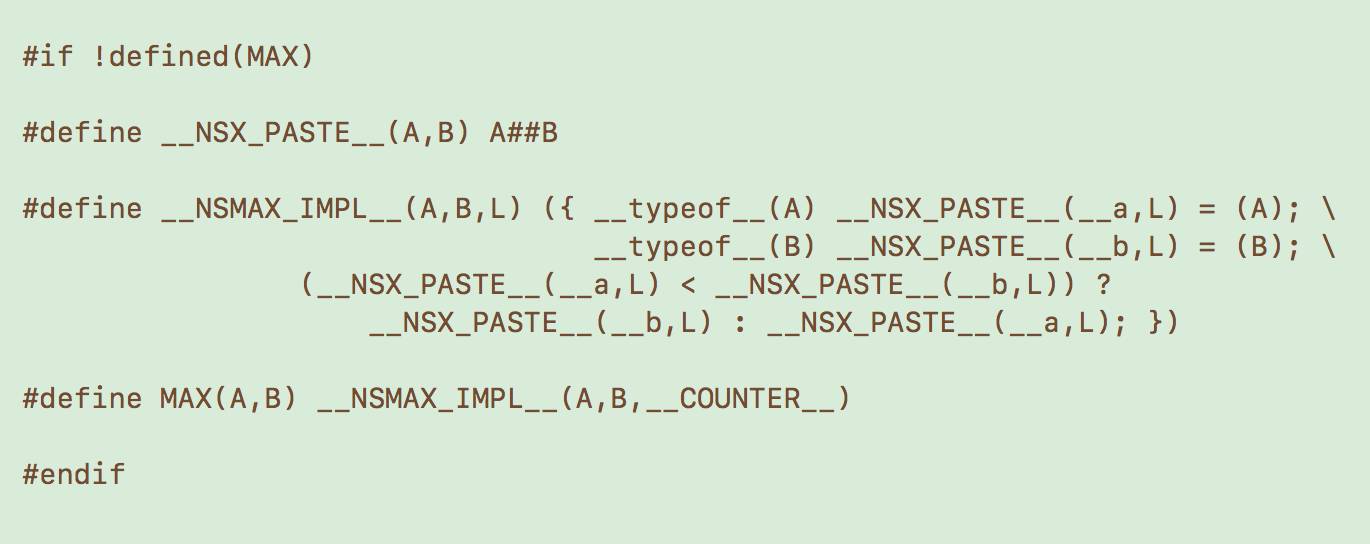 #if !defined(MAX)
#define __NSX_PASTE__(A,B) A##B
#define __NSMAX_IMPL__(A,B,L) ({ __typeof__(A) __NSX_PASTE__(__a,L) = (A); \
__typeof__(B) __NSX_PASTE__(__b,L) = (B); \
(__NSX_PASTE__(__a,L) < __NSX_PASTE__(__b,L)) ?
__NSX_PASTE__(__b,L) : __NSX_PASTE__(__a,L); })
#define MAX(A,B) __NSMAX_IMPL__(A,B,__COUNTER__)
#endif